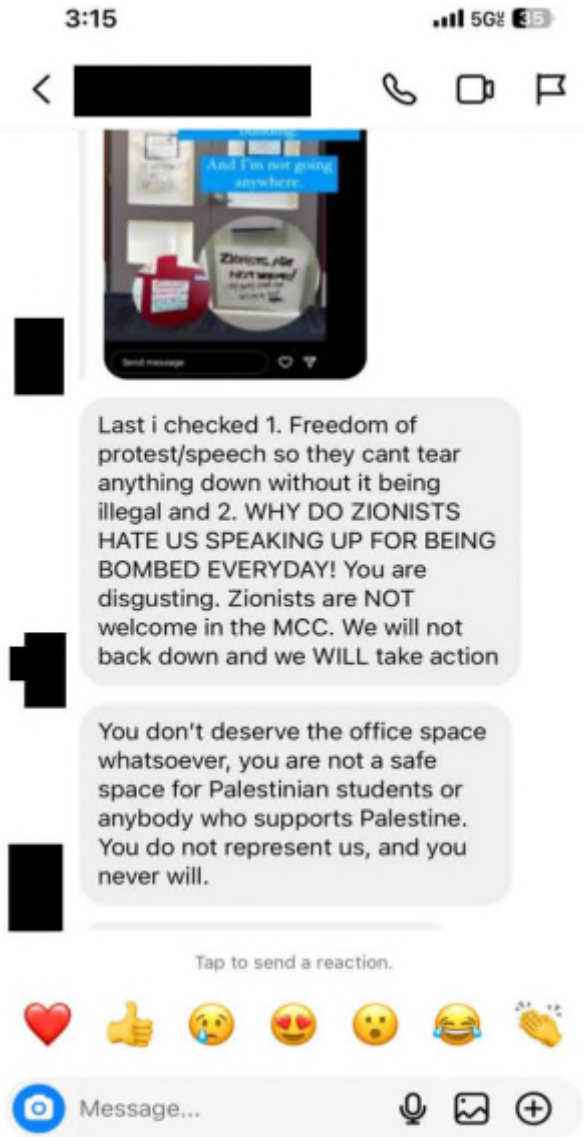 3:15
5G
35
building.
And I'm not going
anywhere.
ZIONISTS ARE
NOT WELCOME!
Send message
Last i checked 1. Freedom of
protest/speech so they cant tear
anything down without it being
illegal and 2. WHY DO ZIONISTS
HATE US SPEAKING UP FOR BEING
BOMBED EVERYDAY! You are
disgusting. Zionists are NOT
welcome in the MCC. We will not
back down and we WILL take action
You don't deserve the office space
whatsoever, you are not a safe
space for Palestinian students or
anybody who supports Palestine.
You do not represent us, and you
never will.
Tap to send a reaction.
Message...